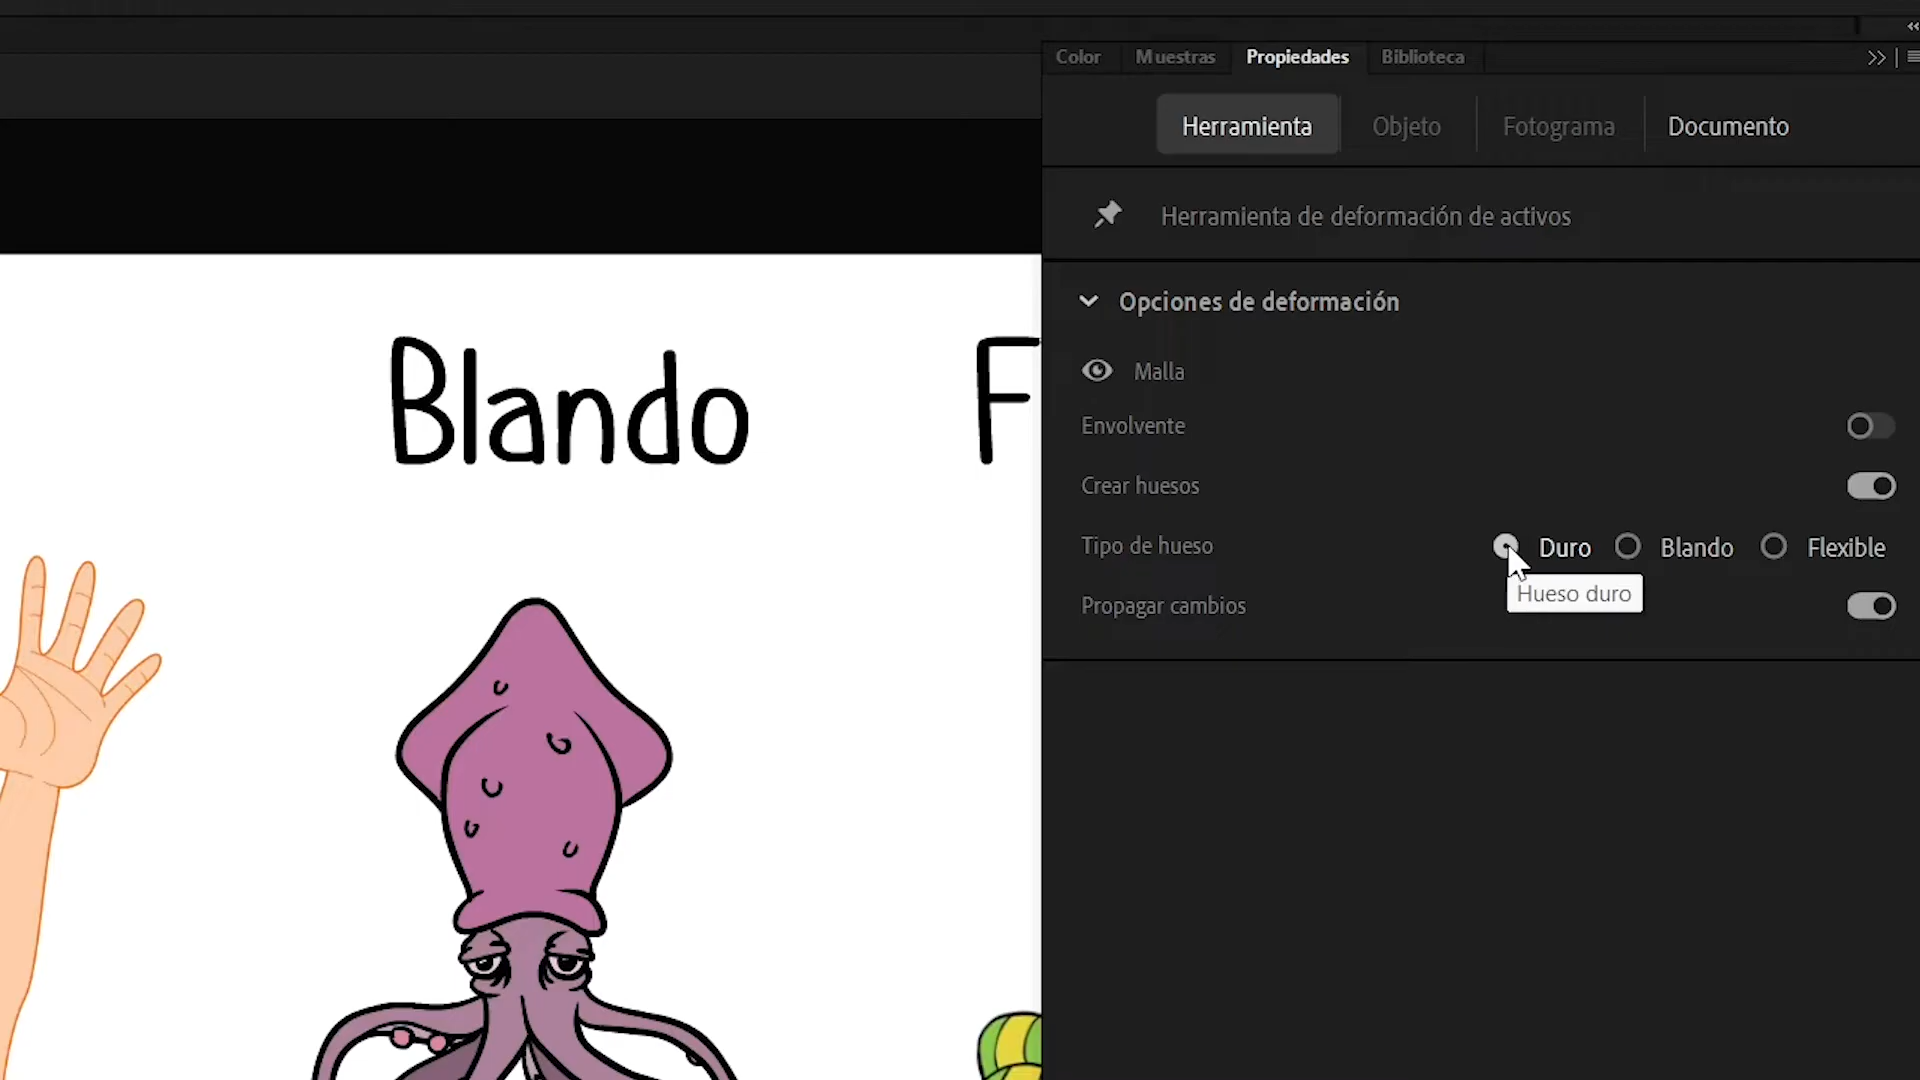 Color Muestras Propiedades Biblioteca
Herramienta Objeto Fotograma Documento
Herramienta de deformación de activos
Opciones de deformación
Malla
Envolvente
Crear huesos
Tipo de hueso Duro Blando Flexible
Hueso duro
Propagar cambios
Blando
F